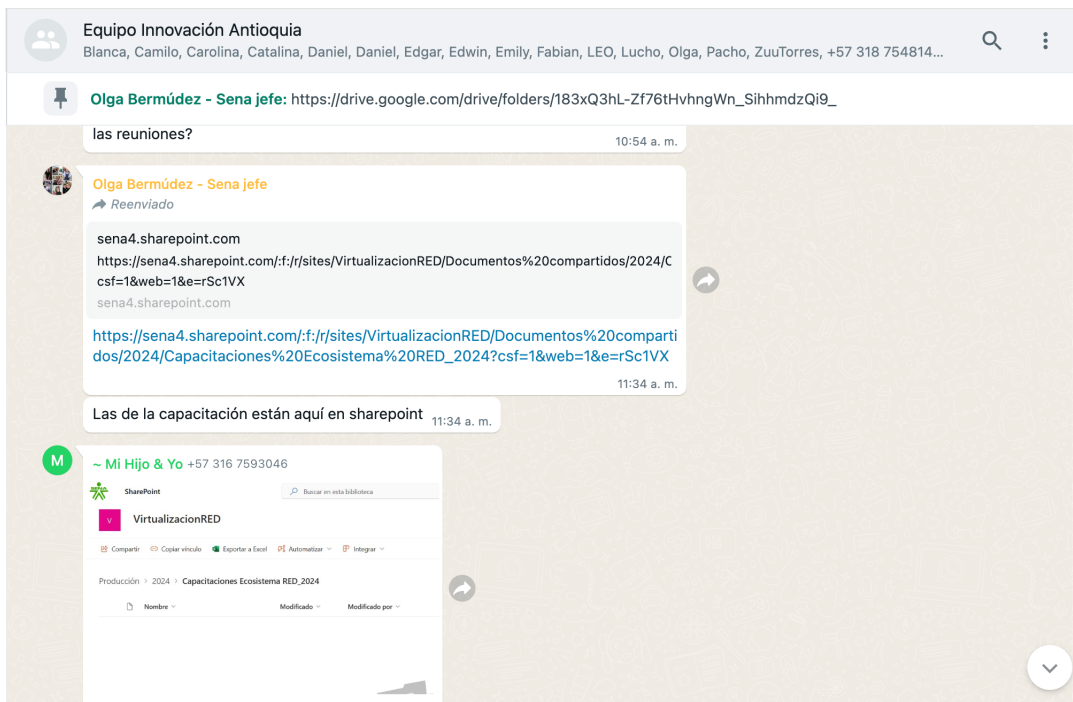 Equipo Innovación Antioquia
Blanca, Camilo, Carolina, Catalina, Daniel, Daniel, Edgar, Edwin, Emily, Fabian, LEO, Lucho, Olga, Pacho, ZuuTorres, +57 318 754814...
Olga Bermúdez - Sena jefe: https://drive.google.com/drive/folders/183xQ3hL-Zf76tHvhngWn_SihhmdzQi9_
las reuniones?
10:54 a. m.
Olga Bermúdez - Sena jefe
Reenviado
sena4.sharepoint.com
https://sena4.sharepoint.com/:f:/r/sites/VirtualizacionRED/Documentos%20compartidos/2024/C
csf=1&web=1&e=rSc1VX
sena4.sharepoint.com
https://sena4.sharepoint.com/:f:/r/sites/VirtualizacionRED/Documentos%20comparti
dos/2024/Capacitaciones%20Ecosistema%20RED_2024?csf=1&web=1&e=rSc1VX
11:34 a. m.
Las de la capacitación están aquí en sharepoint 11:34 a. m.
M
~ Mi Hijo & Yo +57 316 7593046
SharePoint
Buscar en esta biblioteca
V
VirtualizacionRED
Compartir Copiar vínculo Exportar a Excel Automatizar Integrar
Producción > 2024 > Capacitaciones Ecosistema RED_2024
Nombre Modificado Modificado por